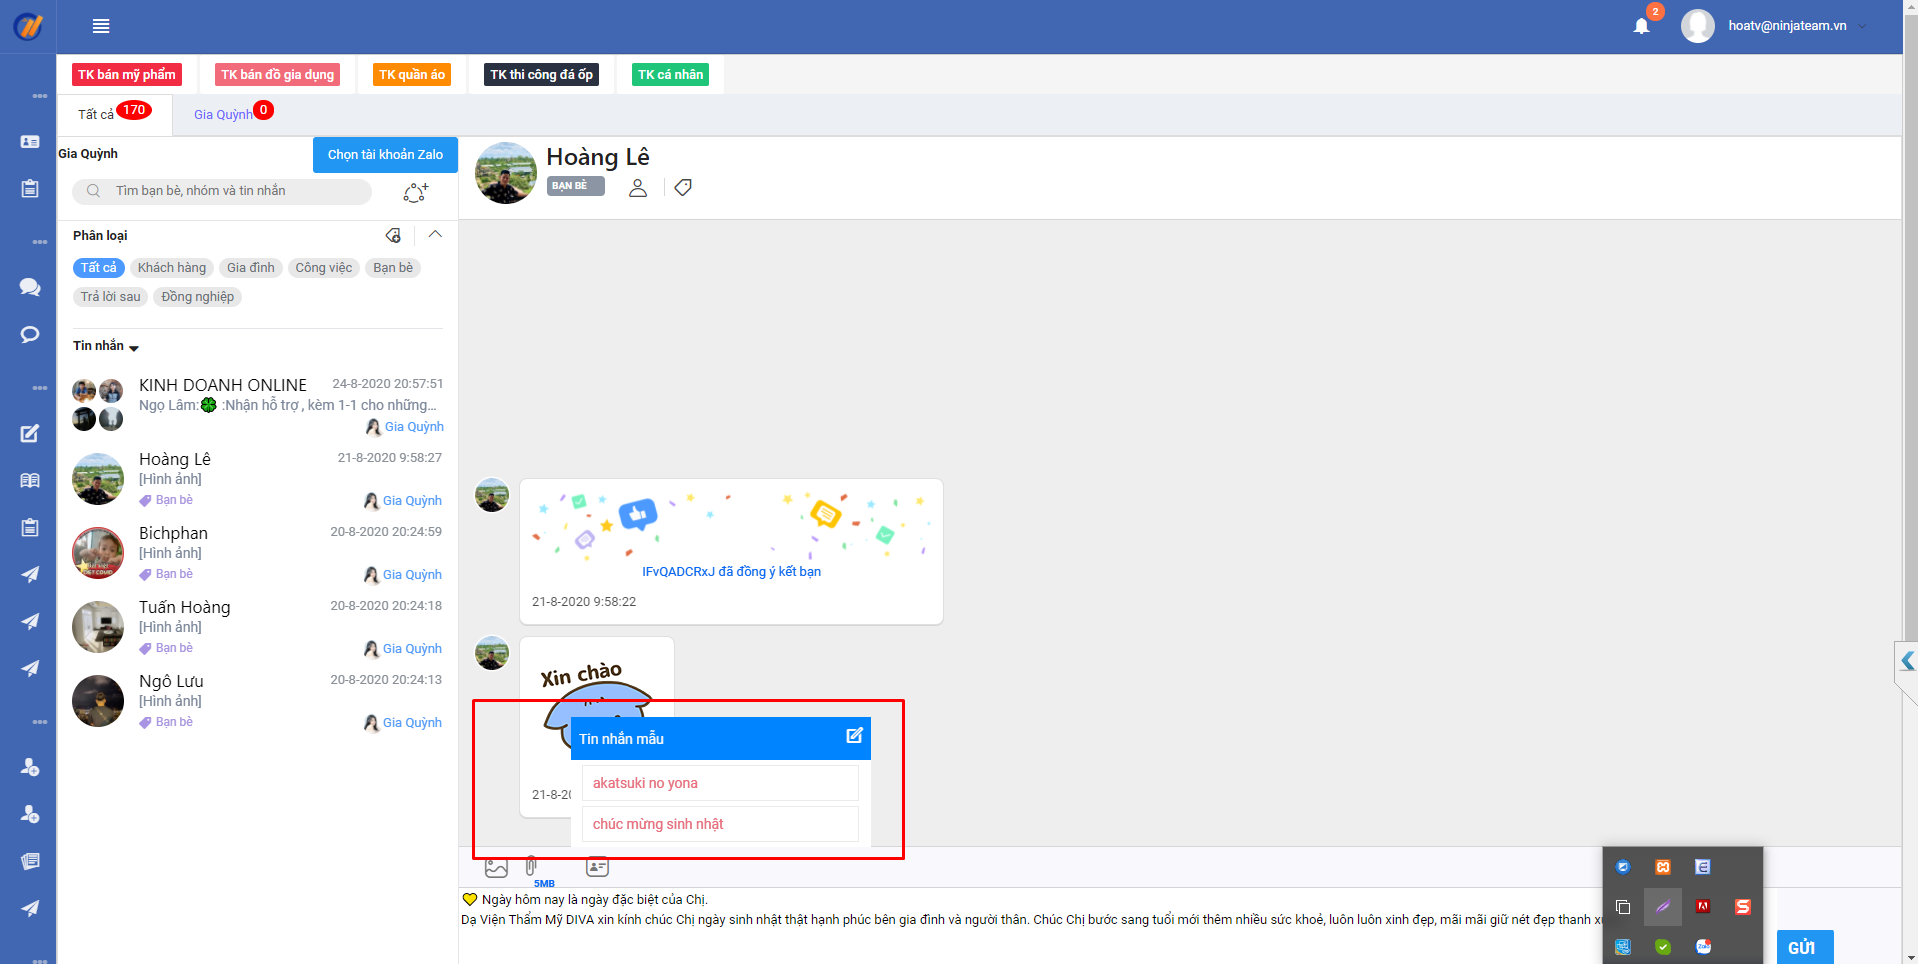 2
hoatv@ninjateam.vn
TK bán mỹ phẩm
TK bán đồ gia dụng
TK quần áo
TK thi công đá ốp
TK cá nhân
Tất cả 170
Gia Quỳnh 0
Gia Quỳnh
Chọn tài khoản Zalo
Tìm bạn bè, nhóm và tin nhắn
Phân loại
Tất cả
Khách hàng
Gia đình
Công việc
Bạn bè
Trả lời sau
Đồng nghiệp
Tin nhắn
KINH DOANH ONLINE 24-8-2020 20:57:51
Ngọ Lâm:🍀 :Nhận hỗ trợ , kèm 1-1 cho những...
Gia Quỳnh
Hoàng Lê 21-8-2020 9:58:27
[Hình ảnh]
Bạn bè Gia Quỳnh
Bichphan 20-8-2020 20:24:59
[Hình ảnh]
Bạn bè Gia Quỳnh
Tuấn Hoàng 20-8-2020 20:24:18
[Hình ảnh]
Bạn bè Gia Quỳnh
Ngô Lưu 20-8-2020 20:24:13
[Hình ảnh]
Bạn bè Gia Quỳnh
Hoàng Lê
BẠN BÈ
IFvQADCRxJ đã đồng ý kết bạn
21-8-2020 9:58:22
Xin chào
21-8-20
Tin nhắn mẫu
akatsuki no yona
chúc mừng sinh nhật
5MB
💛 Ngày hôm nay là ngày đặc biệt của Chị.
Dạ Viện Thẩm Mỹ DIVA xin kính chúc Chị ngày sinh nhật thật hạnh phúc bên gia đình và người thân. Chúc Chị bước sang tuổi mới thêm nhiều sức khoẻ, luôn luôn xinh đẹp, mãi mãi giữ nét đẹp thanh xu
GỬI